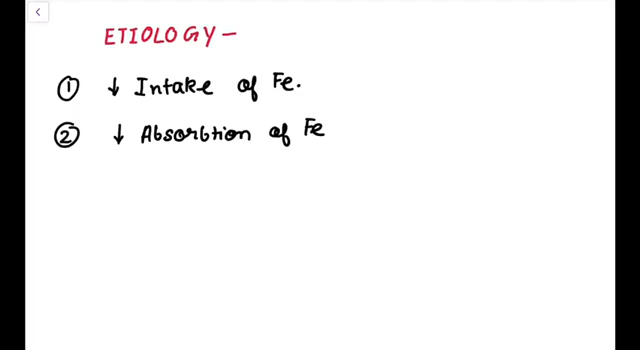 ETIOLOGY -
① ↓ Intake of Fe.
② ↓ Absorbtion of Fe